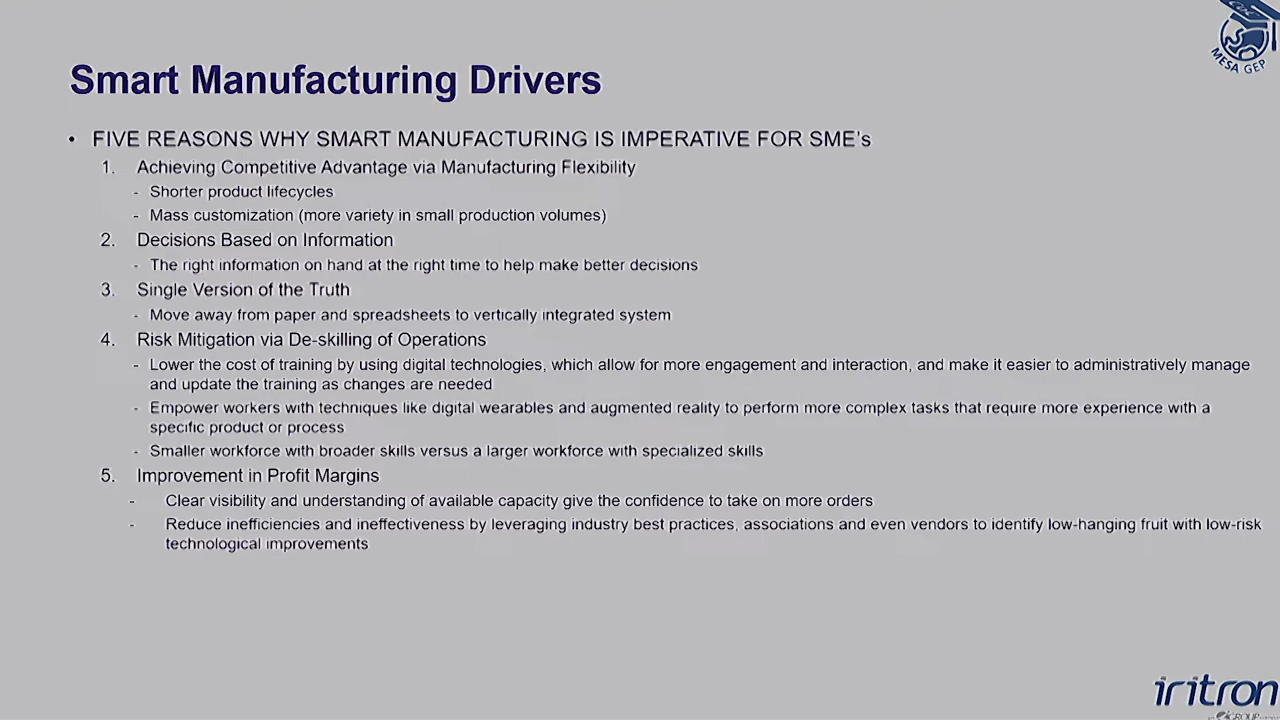 MESA GEP
Smart Manufacturing Drivers
• FIVE REASONS WHY SMART MANUFACTURING IS IMPERATIVE FOR SME's
1. Achieving Competitive Advantage via Manufacturing Flexibility
- Shorter product lifecycles
- Mass customization (more variety in small production volumes)
2. Decisions Based on Information
- The right information on hand at the right time to help make better decisions
3. Single Version of the Truth
- Move away from paper and spreadsheets to vertically integrated system
4. Risk Mitigation via De-skilling of Operations
- Lower the cost of training by using digital technologies, which allow for more engagement and interaction, and make it easier to administratively manage
and update the training as changes are needed
- Empower workers with techniques like digital wearables and augmented reality to perform more complex tasks that require more experience with a
specific product or process
- Smaller workforce with broader skills versus a larger workforce with specialized skills
5. Improvement in Profit Margins
- Clear visibility and understanding of available capacity give the confidence to take on more orders
- Reduce inefficiencies and ineffectiveness by leveraging industry best practices, associations and even vendors to identify low-hanging fruit with low-risk
technological improvements
iritron
GROUP